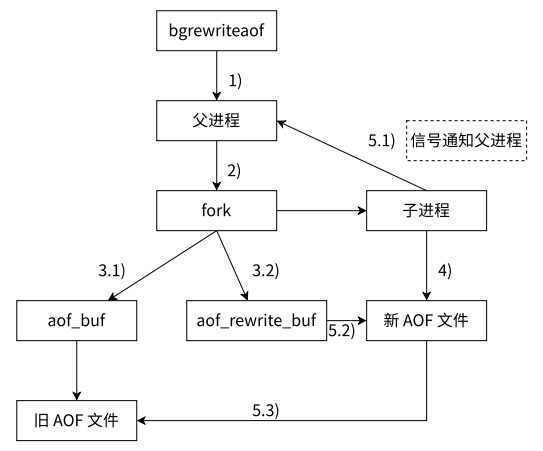 bgrewriteaof
1)
父进程
5.1)
信号通知父进程
2)
fork
子进程
3.1)
3.2)
4)
aof_buf
aof_rewrite_buf
5.2)
新 AOF 文件
5.3)
旧 AOF 文件